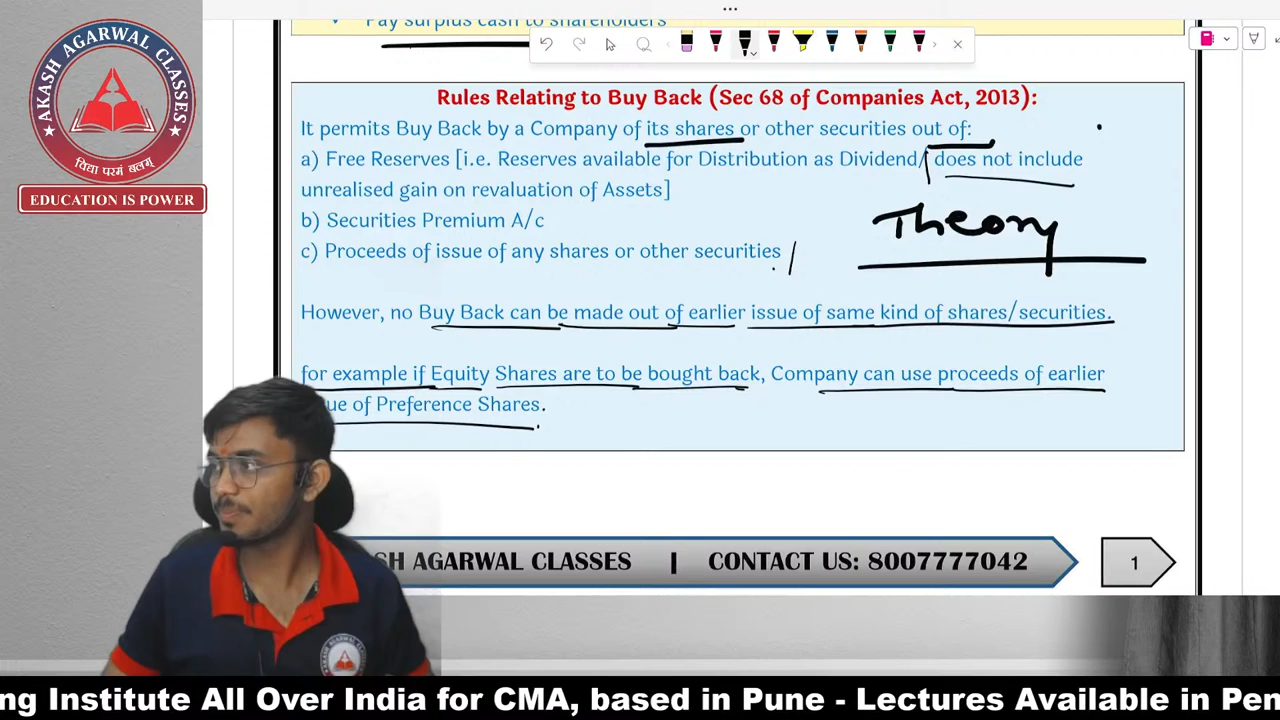 Pay surplus cash to shareholders
AKASH AGARWAL CLASSES
विद्या परमं बलम्
EDUCATION IS POWER
Rules Relating to Buy Back (Sec 68 of Companies Act, 2013):
It permits Buy Back by a Company of its shares or other securities out of:
a) Free Reserves [i.e. Reserves available for Distribution as Dividend/ does not include
unrealised gain on revaluation of Assets]
b) Securities Premium A/c
c) Proceeds of issue of any shares or other securities
Theory
However, no Buy Back can be made out of earlier issue of same kind of shares/securities.
for example if Equity Shares are to be bought back, Company can use proceeds of earlier
ue of Preference Shares.
SH AGARWAL CLASSES | CONTACT US: 8007777042
1
ng Institute All Over India for CMA, based in Pune - Lectures Available in Pen